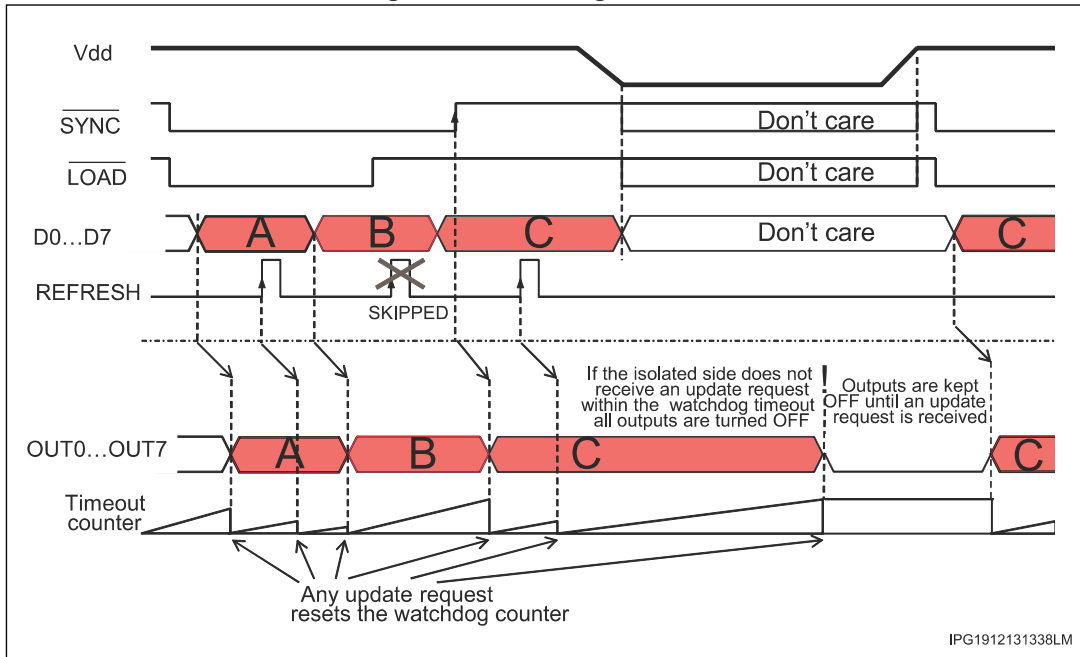 Vdd
SYNC
Don't care
LOAD
Don't care
D0...D7
A
B
C
Don't care
C
REFRESH
SKIPPED
If the isolated side does not
receive an update request
within the watchdog timeout
all outputs are turned OFF
Outputs are kept
OFF until an update
request is received
OUT0...OUT7
A
B
C
C
Timeout
counter
Any update request
resets the watchdog counter
IPG1912131338LM